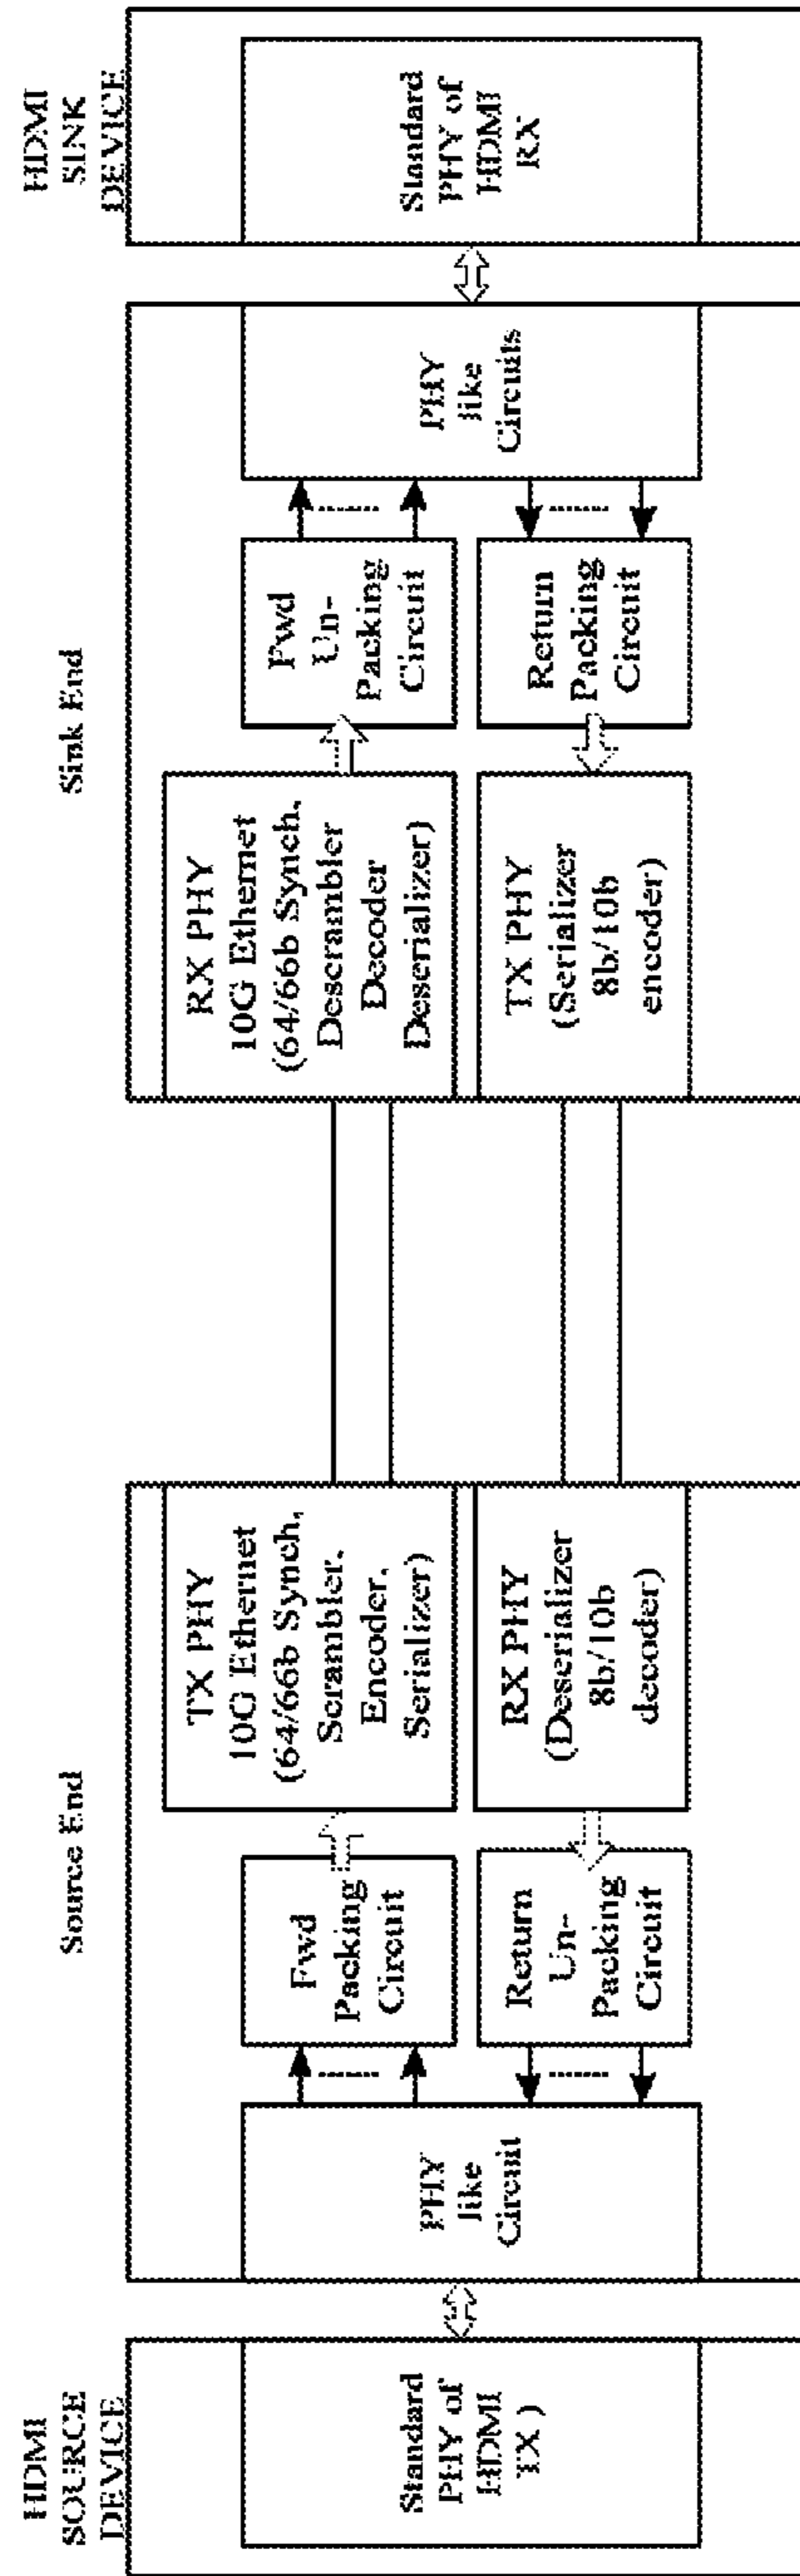 HDMI
SOURCE
DEVICE
Standard
PHY of
HDMI
TX )
Source End
PHY
like
Circuit
Fwd
Packing
Circuit
Return
Un-
Packing
Circuit
TX PHY
10G Ethernet
(64/66b Synch,
Scrambler,
Encoder,
Serializer)
RX PHY
(Deserializer
8b/10b
decoder)
Sink End
RX PHY
10G Ethernet
(64/66b Synch.
Descrambler
Decoder
Deserializer)
TX PHY
(Serializer
8b/10b
encoder)
Fwd
Un-
Packing
Circuit
Return
Packing
Circuit
PHY
like
Circuits
HDMI
SINK
DEVICE
Standard
PHY of
HDMI
RX